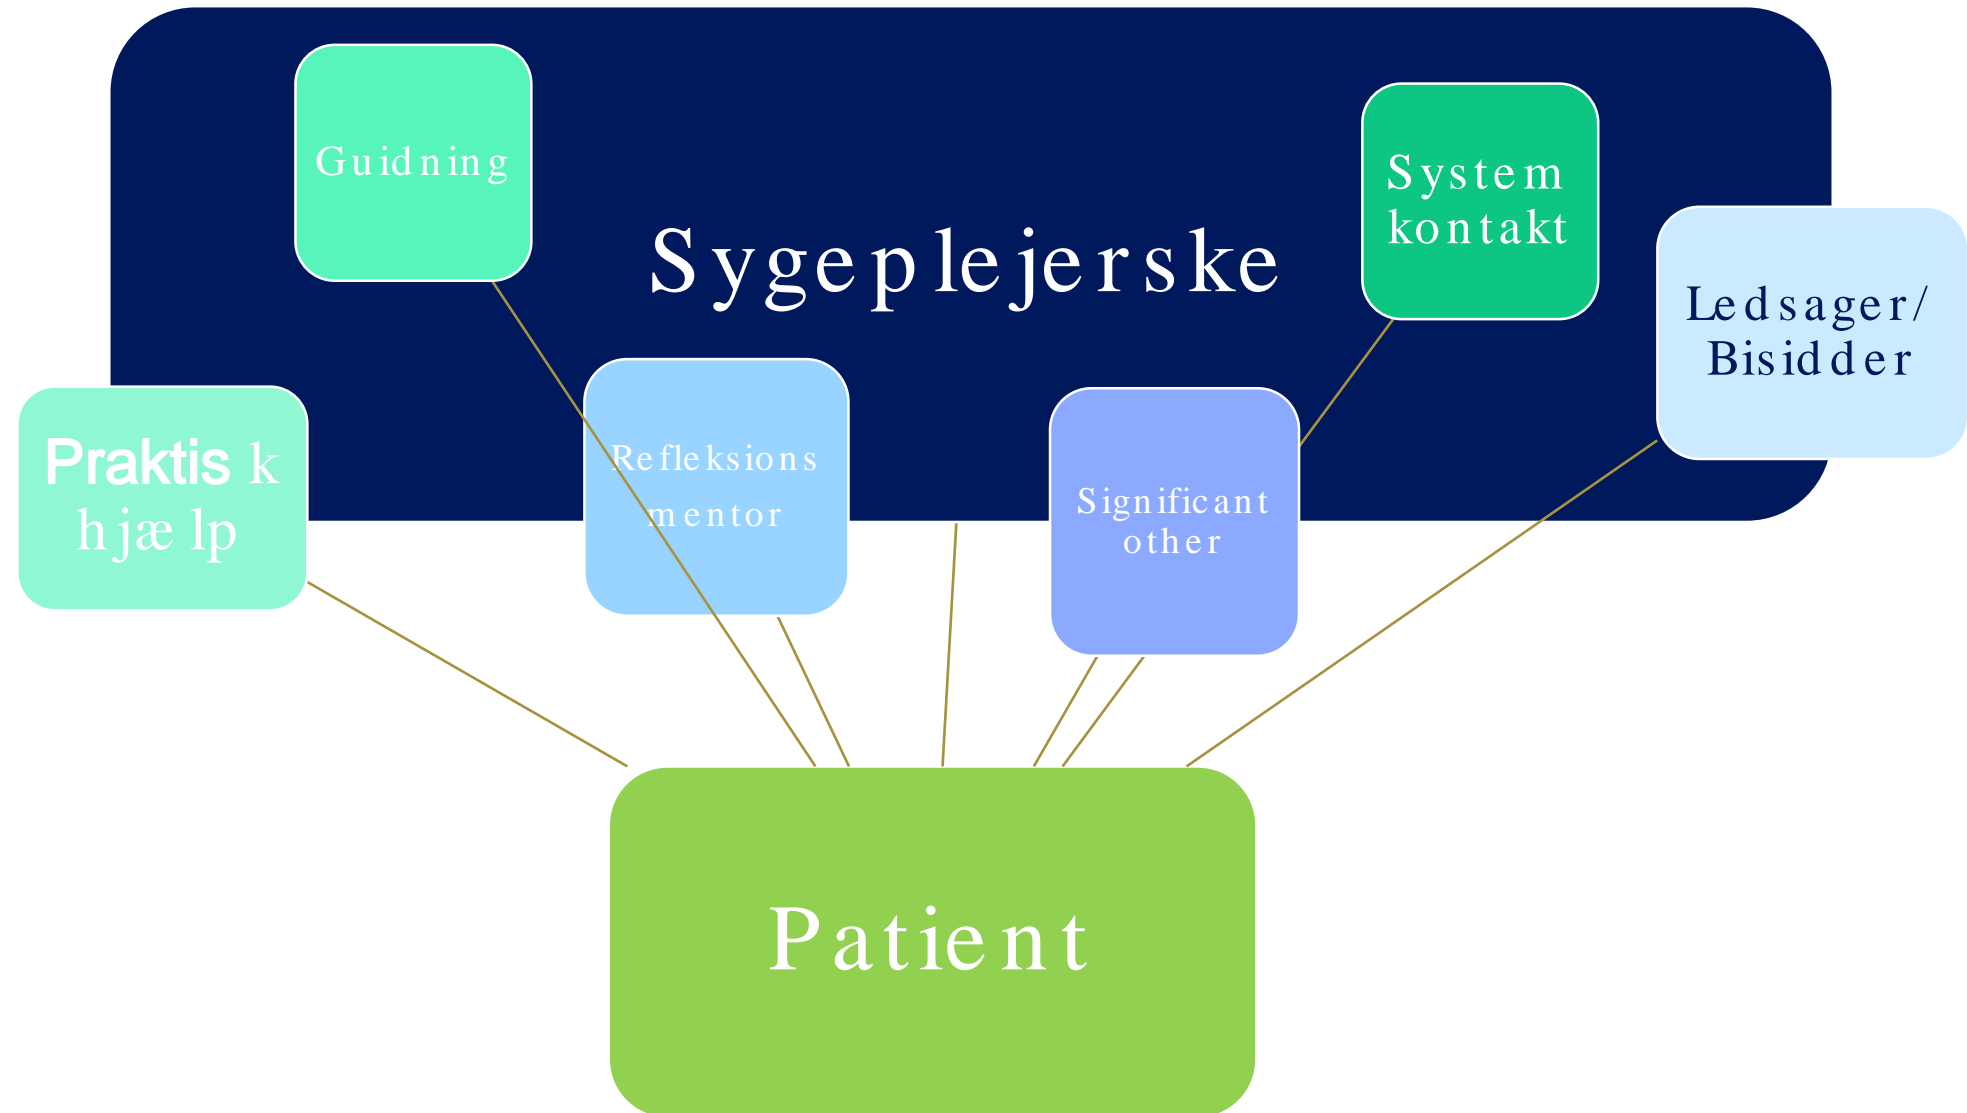 Guidning
System
kontakt
Sygeplejerske
Ledsager/
Bisidder
Praktisk
hjælp
Refleksions
mentor
Significant
other
Patient